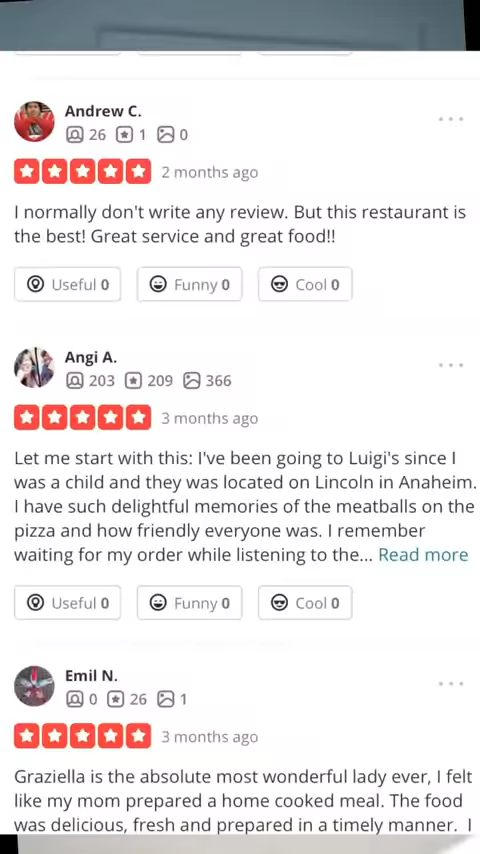 Andrew C.
26 1 0
2 months ago
I normally don't write any review. But this restaurant is
the best! Great service and great food!!
Useful 0 Funny 0 Cool 0
Angi A.
203 209 366
3 months ago
Let me start with this: I've been going to Luigi's since I
was a child and they was located on Lincoln in Anaheim.
I have such delightful memories of the meatballs on the
pizza and how friendly everyone was. I remember
waiting for my order while listening to the... Read more
Useful 0 Funny 0 Cool 0
Emil N.
0 26 1
3 months ago
Graziella is the absolute most wonderful lady ever, I felt
like my mom prepared a home cooked meal. The food
was delicious, fresh and prepared in a timely manner. I